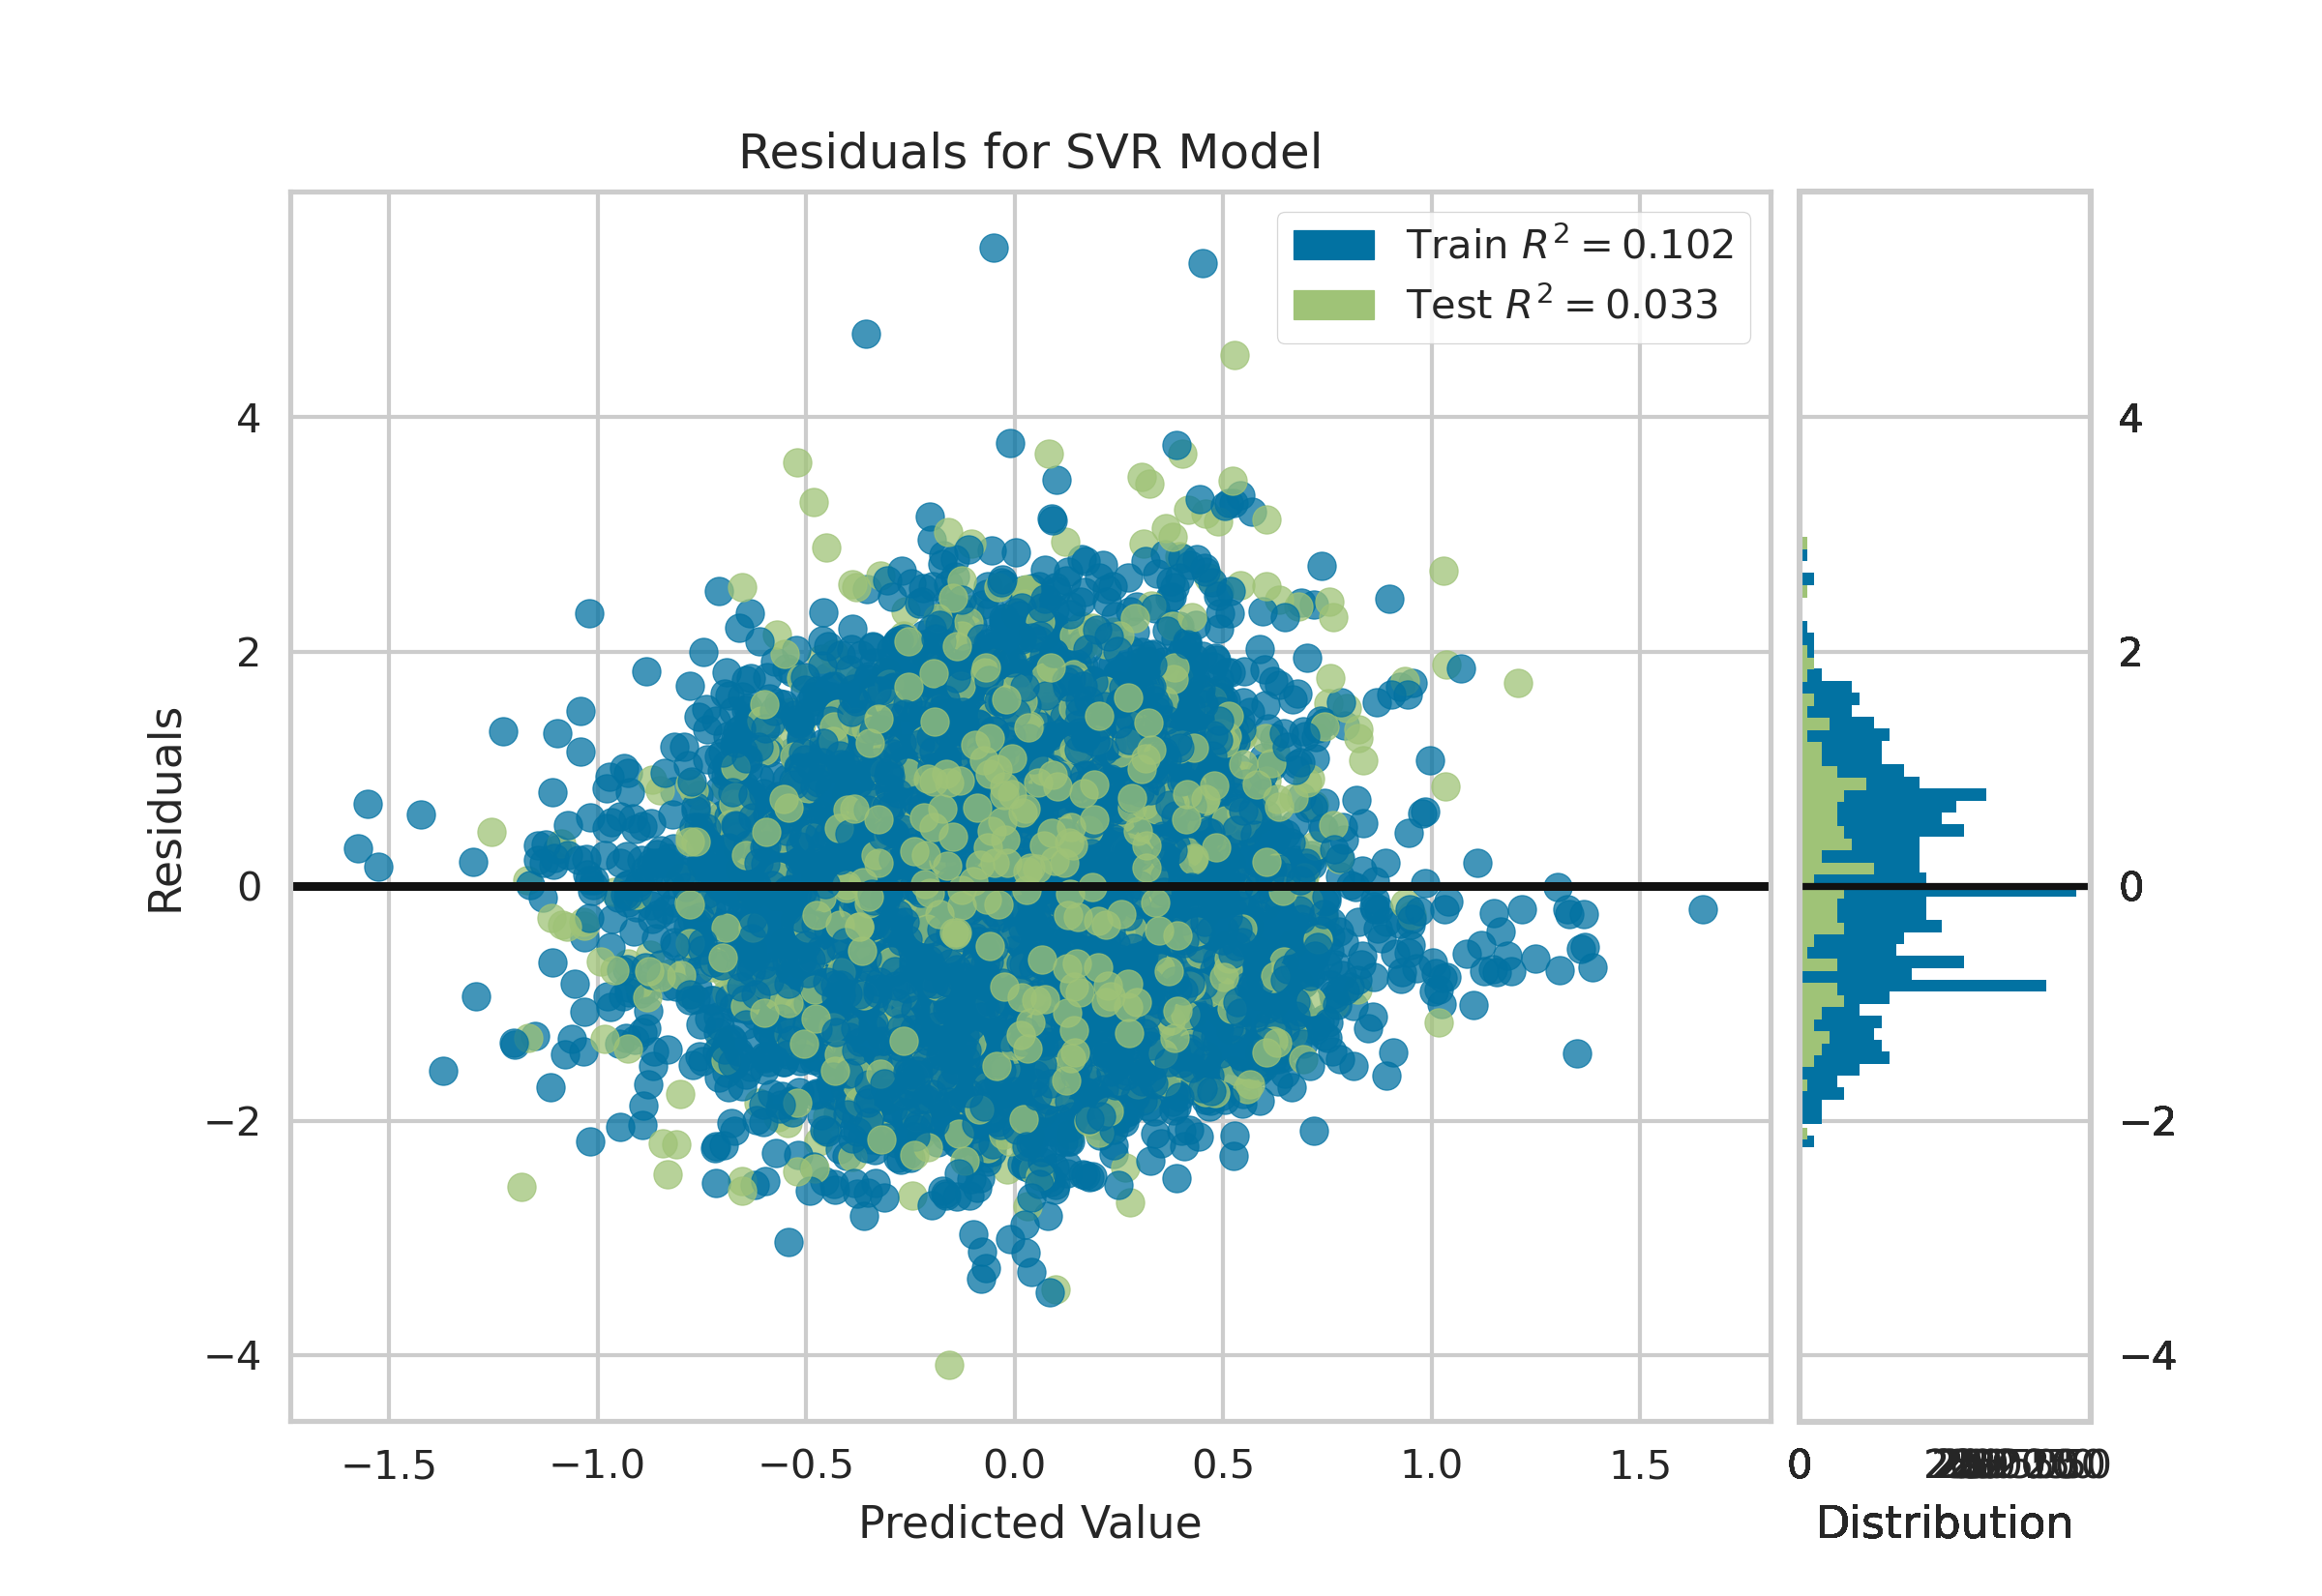 Residuals for SVR Model
Train R² = 0.102
Test R² = 0.033
Residuals
4
2
0
−2
−4
4
2
0
−2
−4
−1.5 −1.0 −0.5 0.0 0.5 1.0 1.5
0
Predicted Value
Distribution